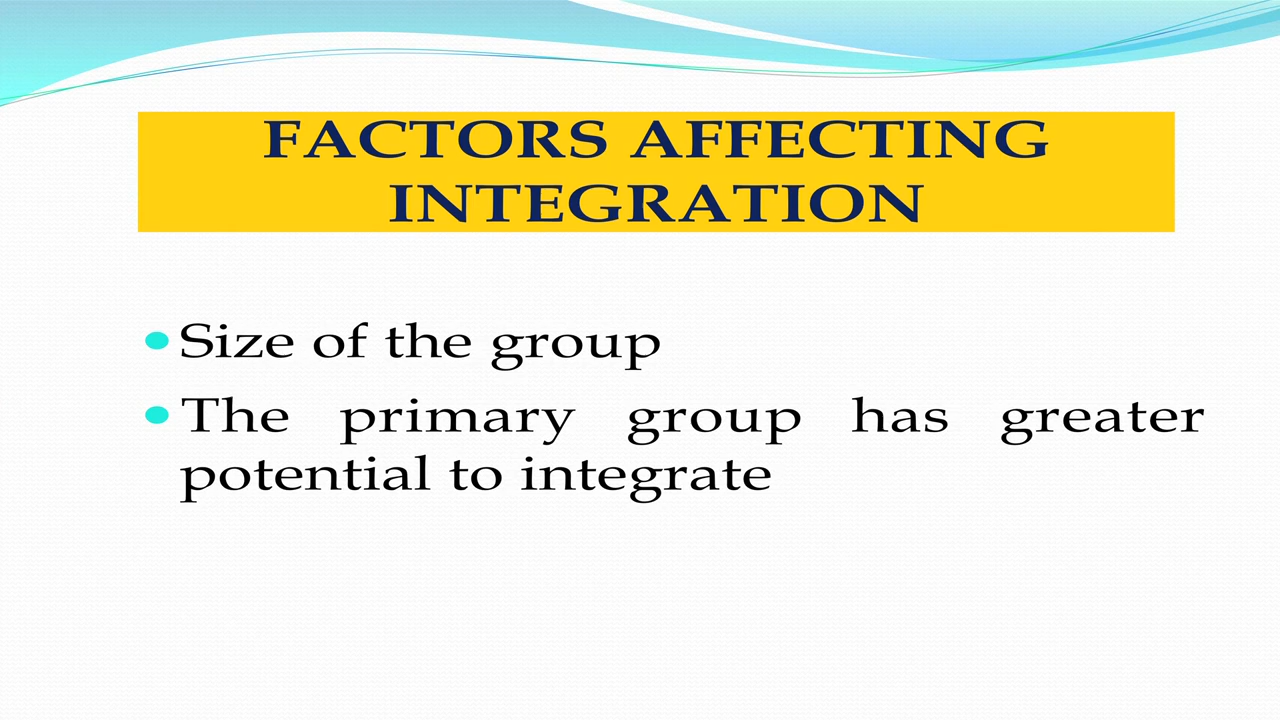 FACTORS AFFECTING
INTEGRATION
Size of the group
The primary group has greater
potential to integrate